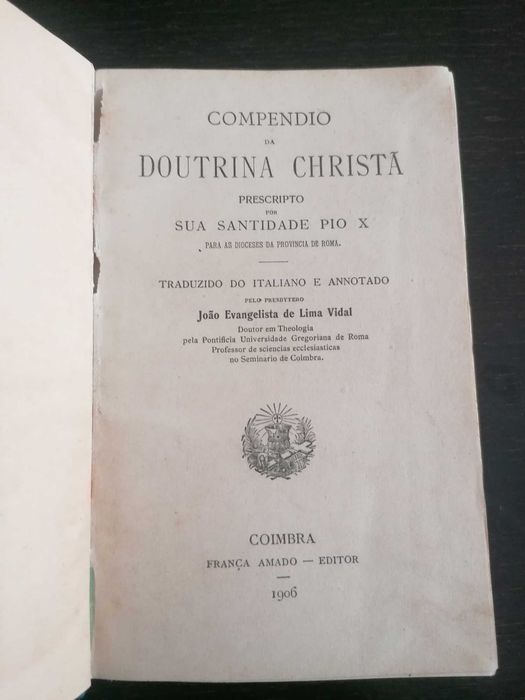 COMPENDIO
DA
DOUTRINA CHRISTÃ
PRESCRIPTO
POR
SUA SANTIDADE PIO X
PARA AS DIOCESES DA PROVINCIA DE ROMA.
TRADUZIDO DO ITALIANO E ANNOTADO
PELO PRESBYTERO
João Evangelista de Lima Vidal
Doutor em Theologia
pela Pontificia Universidade Gregoriana de Roma
Professor de sciencias ecclesiasticas
no Seminario de Coimbra.
COIMBRA
FRANÇA AMADO — EDITOR
1906